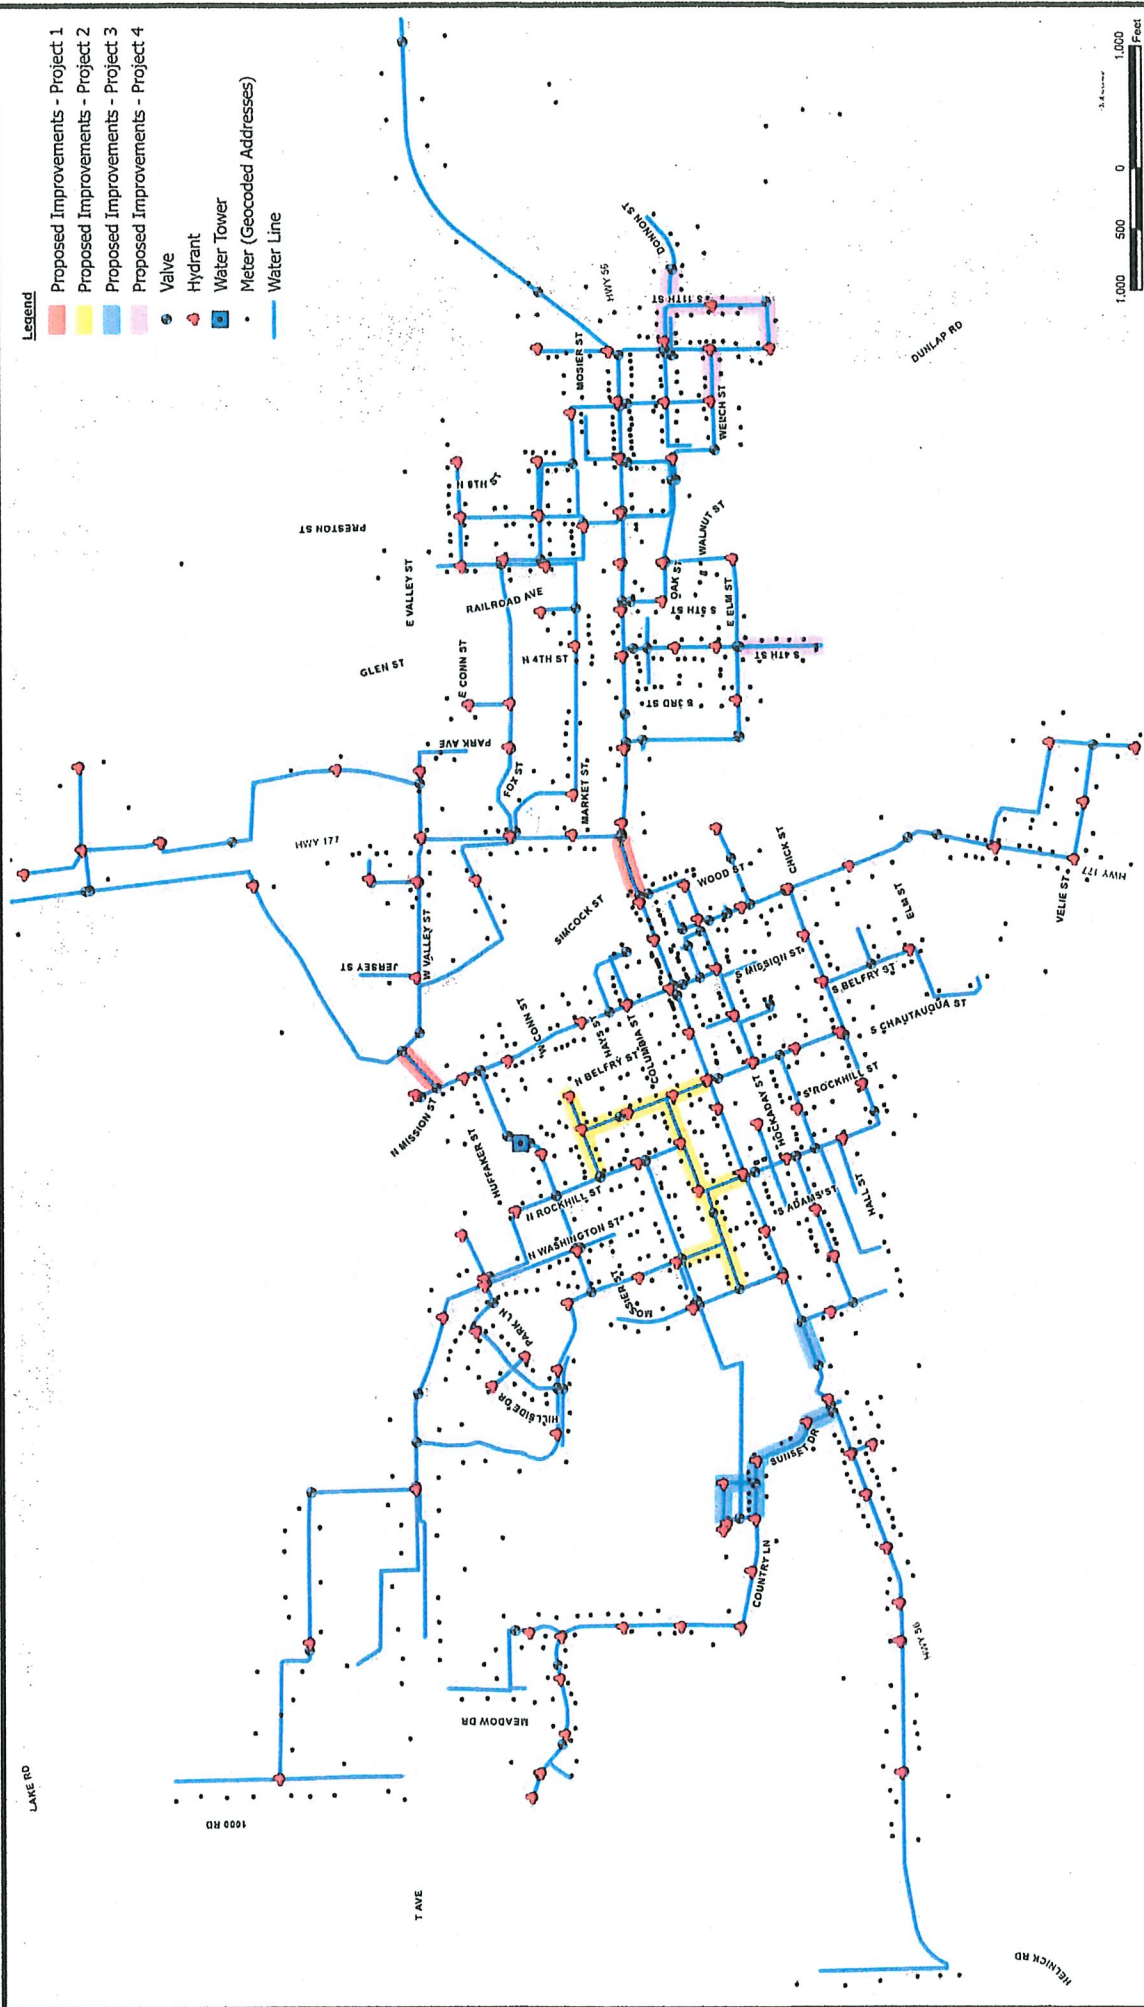 Legend
Proposed Improvements - Project 1
Proposed Improvements - Project 2
Proposed Improvements - Project 3
Proposed Improvements - Project 4
Valve
Hydrant
Water Tower
Meter (Geocoded Addresses)
Water Line
LAKE RD
1000 RD
T AVE
HELNICK RD
MEADOW DR
COUNTRY LN
SUNSET DR
HWY 56
HILLSIDE DR
PARK LN
MOSSIER ST
N WASHINGTON ST
N ROCKHILL ST
HUFFAKER ST
N MISSION ST
N BELFRY ST
COLUMBIA ST
HAYS ST
W CONN ST
SIMCOCK ST
JERSEY ST
W VALLEY ST
HWY 177
HALL ST
S ADAMS ST
HOCKADAY ST
S ROCKHILL ST
S CHAUTAUQUA ST
S BELFRY ST
S MISSION ST
ELM ST
CHICK ST
WOOD ST
VELIE ST
HWY 177
MARKET ST
FOX ST
PARK AVE
E CONN ST
GLEN ST
E VALLEY ST
PRESTON ST
RAILROAD AVE
N 4TH ST
N 8TH ST
S 3RD ST
S 4TH ST
S 5TH ST
OAK ST
E ELM ST
WALNUT ST
WELCH ST
MOSIER ST
HWY 56
S 11TH ST
DONNON ST
DUNLAP RD
1,000
500
0
1,000
Feet